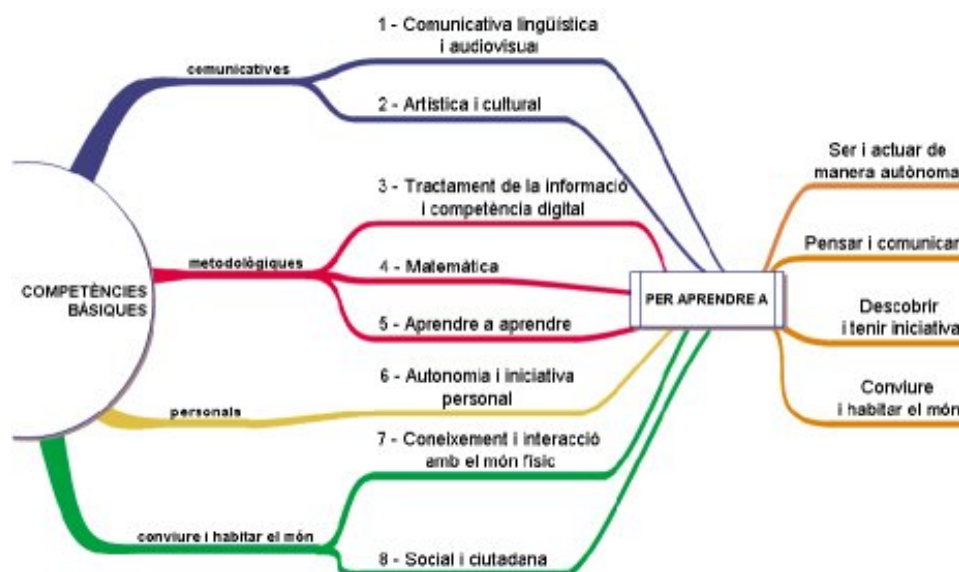 COMPETÈNCIES
BÀSIQUES
comunicatives
1 - Comunicativa lingüística
i audiovisual
2 - Artística i cultural
metodològiques
3 - Tractament de la informació
i competència digital
4 - Matemàtica
5 - Aprendre a aprendre
personals
6 - Autonomia i iniciativa
personal
conviure i habitar el món
7 - Coneixement i interacció
amb el món físic
8 - Social i ciutadana
PER APRENDRE A
Ser i actuar de
manera autònoma
Pensar i comunicar
Descobrir
i tenir iniciativa
Conviure
i habitar el món